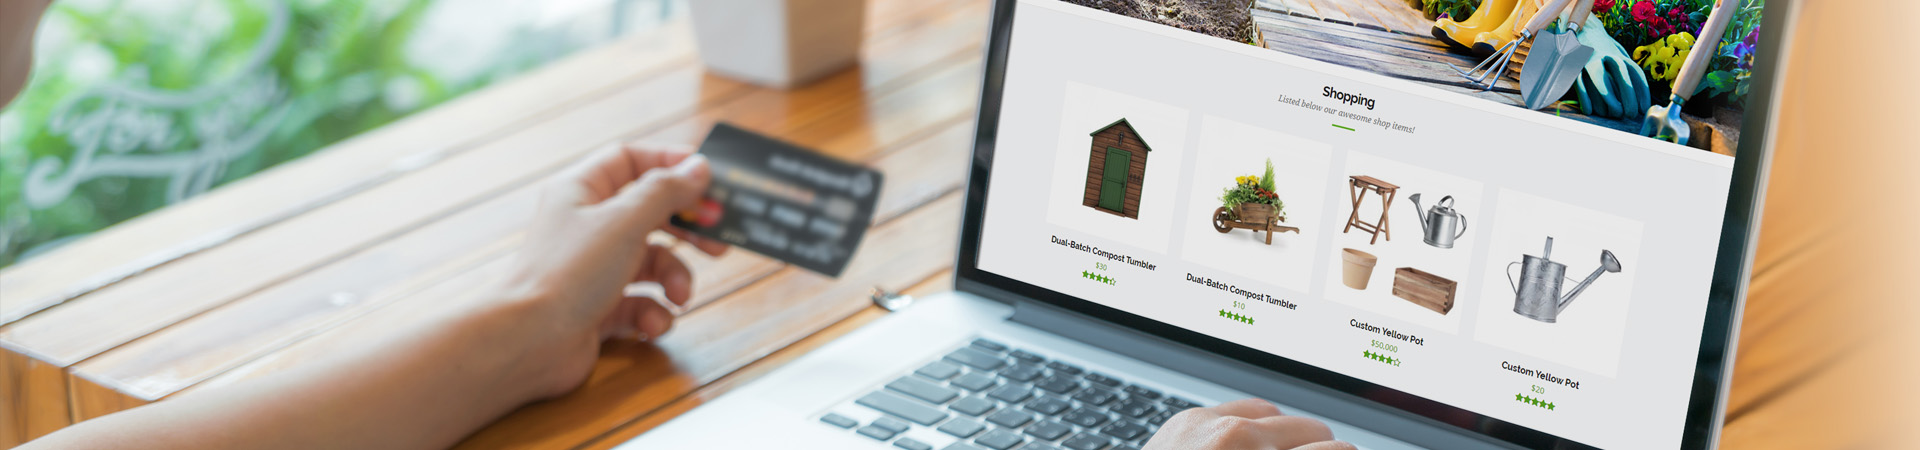 for y
Shopping
Listed below our awesome shop items!
Dual-Batch Compost Tumbler
$30
Dual-Batch Compost Tumbler
$10
Custom Yellow Pot
$50,000
Custom Yellow Pot
$20